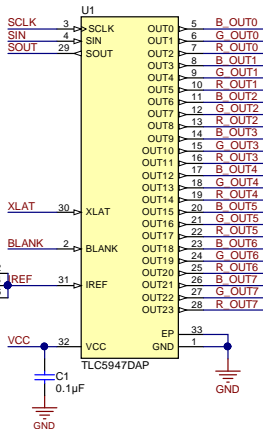 U1
SCLK 3 SCLK OUT0 5 B_OUT0
SIN 4 SIN OUT1 6 G_OUT0
SOUT 29 SOUT OUT2 7 R_OUT0
OUT3 8 B_OUT1
OUT4 9 G_OUT1
OUT5 10 R_OUT1
OUT6 11 B_OUT2
OUT7 12 G_OUT2
OUT8 13 R_OUT2
OUT9 14 B_OUT3
OUT10 15 G_OUT3
OUT11 16 R_OUT3
OUT12 17 B_OUT4
OUT13 18 G_OUT4
OUT14 19 R_OUT4
XLAT 30 XLAT OUT15 20 B_OUT5
OUT16 21 G_OUT5
OUT17 22 R_OUT5
BLANK 2 BLANK OUT18 23 B_OUT6
OUT19 24 G_OUT6
OUT20 25 R_OUT6
IREF 31 IREF OUT21 26 B_OUT7
OUT22 27 G_OUT7
OUT23 28 R_OUT7
EP 33
VCC 32 VCC GND 1
TLC5947DAP
C1
0.1µF
GND
GND